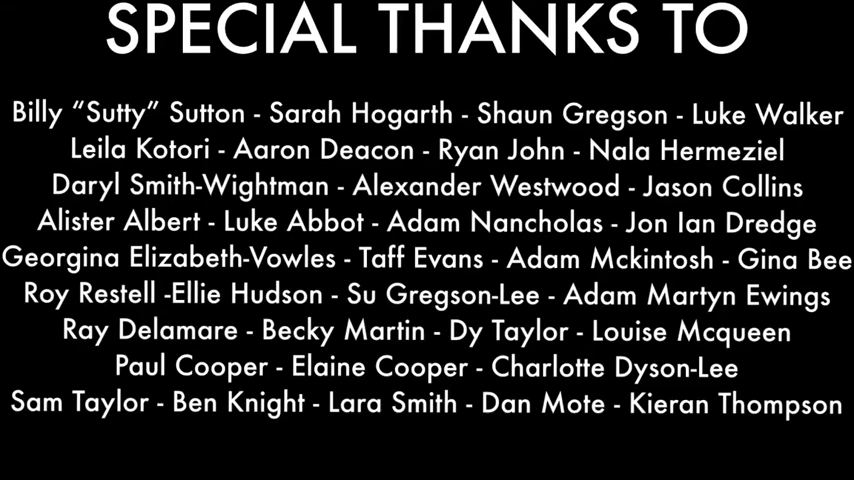 SPECIAL THANKS TO
Billy “Sutty” Sutton - Sarah Hogarth - Shaun Gregson - Luke Walker
Leila Kotori - Aaron Deacon - Ryan John - Nala Hermeziel
Daryl Smith-Wightman - Alexander Westwood - Jason Collins
Alister Albert - Luke Abbot - Adam Nancholas - Jon Ian Dredge
Georgina Elizabeth-Vowles - Taff Evans - Adam Mckintosh - Gina Bee
Roy Restell -Ellie Hudson - Su Gregson-Lee - Adam Martyn Ewings
Ray Delamare - Becky Martin - Dy Taylor - Louise Mcqueen
Paul Cooper - Elaine Cooper - Charlotte Dyson-Lee
Sam Taylor - Ben Knight - Lara Smith - Dan Mote - Kieran Thompson